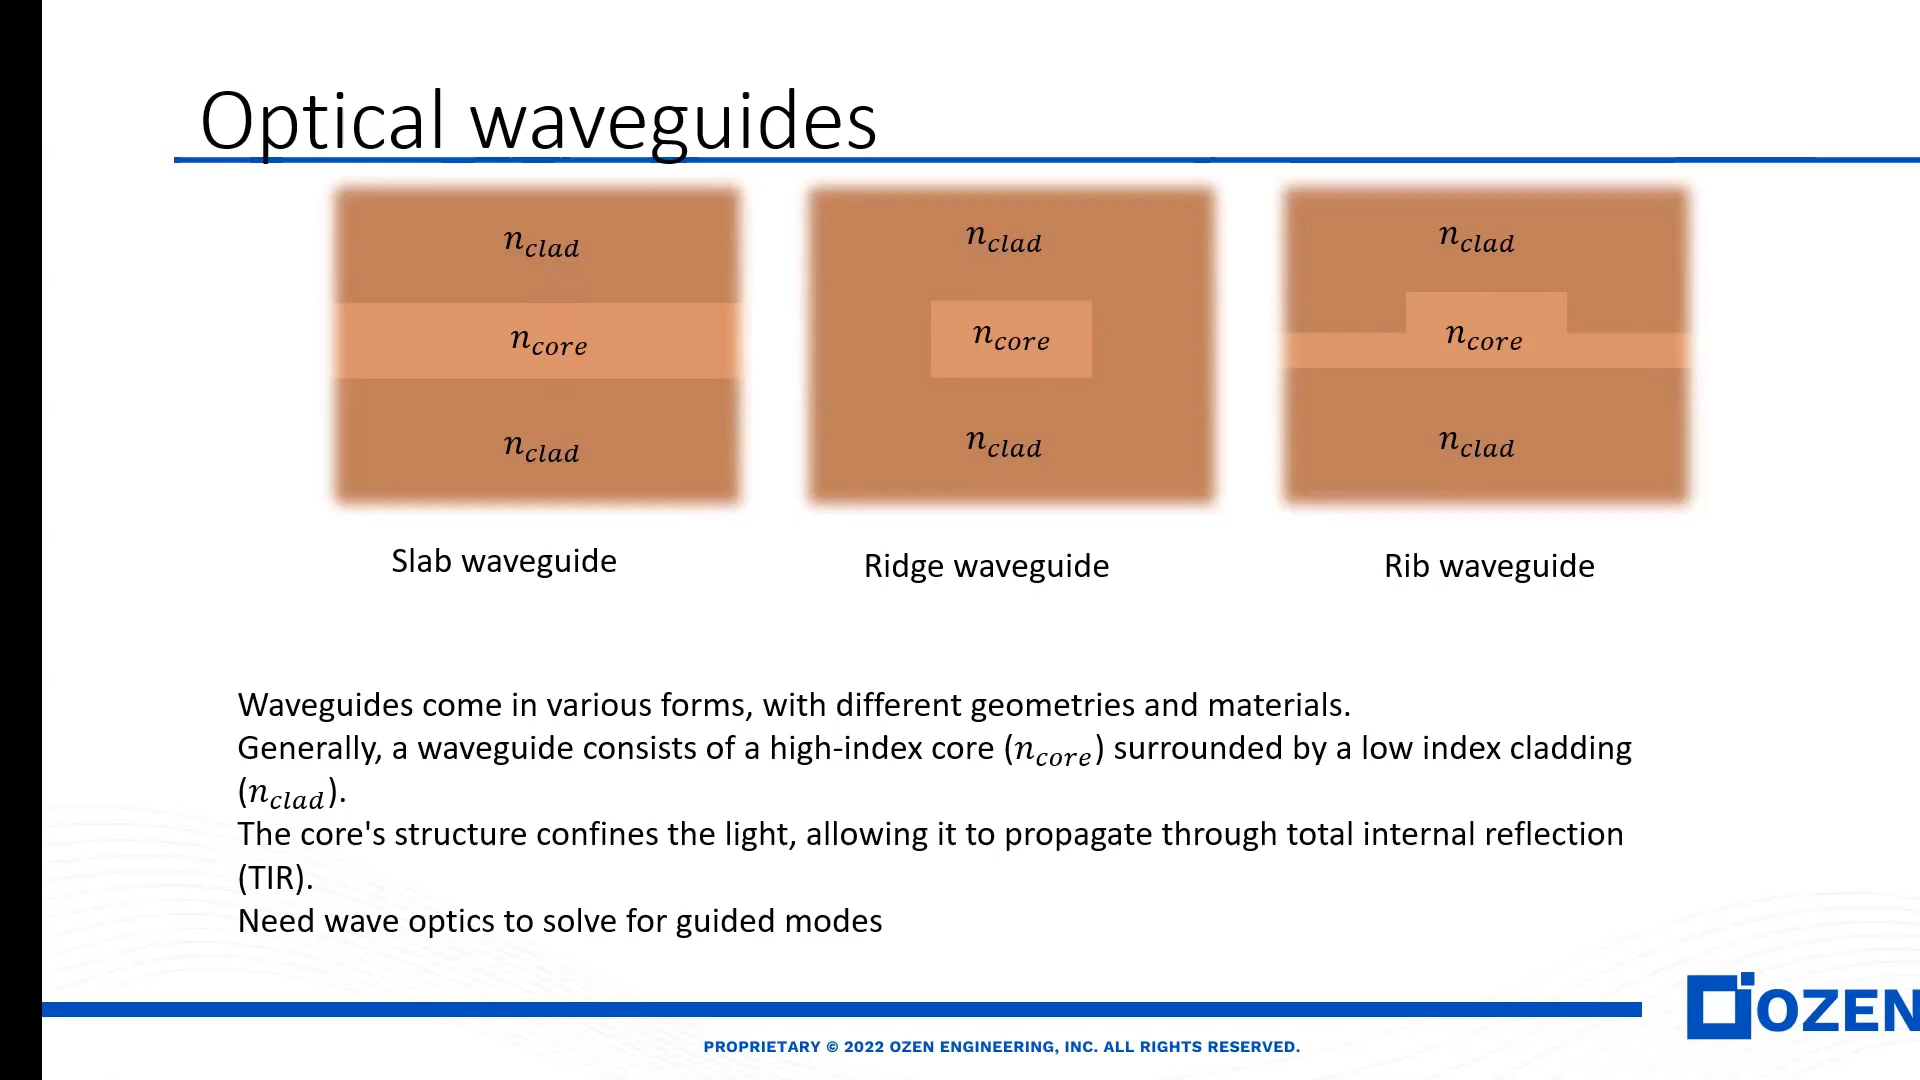 Optical waveguides
n_clad n_clad n_clad
n_core n_core n_core
n_clad n_clad n_clad
Slab waveguide Ridge waveguide Rib waveguide
Waveguides come in various forms, with different geometries and materials.
Generally, a waveguide consists of a high-index core (n_core) surrounded by a low index cladding
(n_clad).
The core's structure confines the light, allowing it to propagate through total internal reflection
(TIR).
Need wave optics to solve for guided modes
OZEN
PROPRIETARY © 2022 OZEN ENGINEERING, INC. ALL RIGHTS RESERVED.